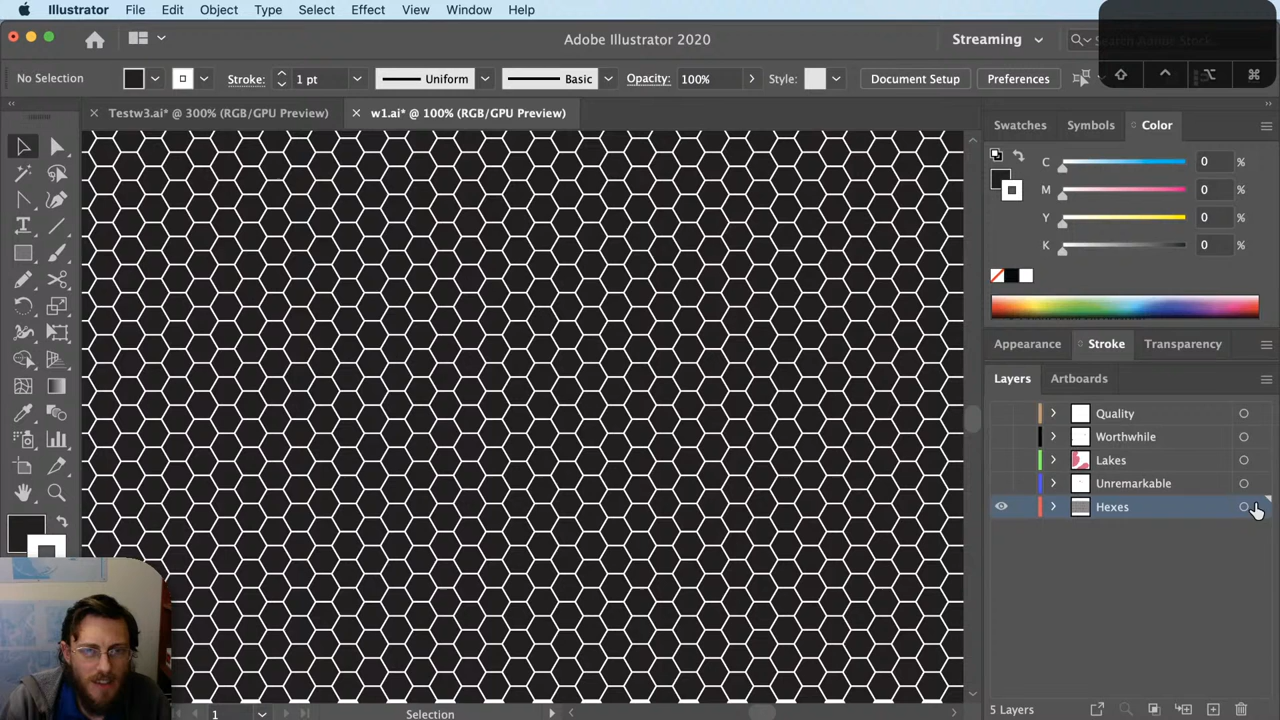 Illustrator File Edit Object Type Select Effect View Window Help
Adobe Illustrator 2020
Streaming
Search Adobe Stock
No Selection
Stroke: 1 pt
Uniform
Basic
Opacity: 100%
Style:
Document Setup
Preferences
Testw3.ai* @ 300% (RGB/GPU Preview)
w1.ai* @ 100% (RGB/GPU Preview)
Swatches Symbols Color
C 0 %
M 0 %
Y 0 %
K 0 %
Appearance Stroke Transparency
Layers Artboards
Quality
Worthwhile
Lakes
Unremarkable
Hexes
1
Selection
5 Layers